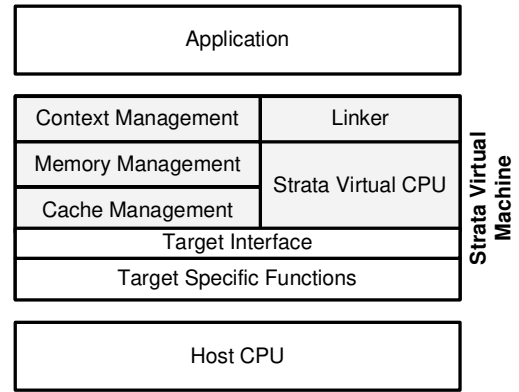 Application
Context Management
Linker
Memory Management
Strata Virtual CPU
Cache Management
Target Interface
Target Specific Functions
Strata Virtual
Machine
Host CPU